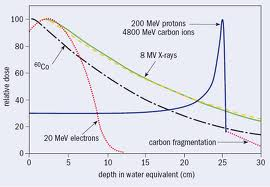 200 MeV protons
4800 MeV carbon ions
8 MV X-rays
60Co
20 MeV electrons
carbon fragmentation
relative dose
100
80
60
40
20
0
0
5
10
15
20
25
30
depth in water equivalent (cm)